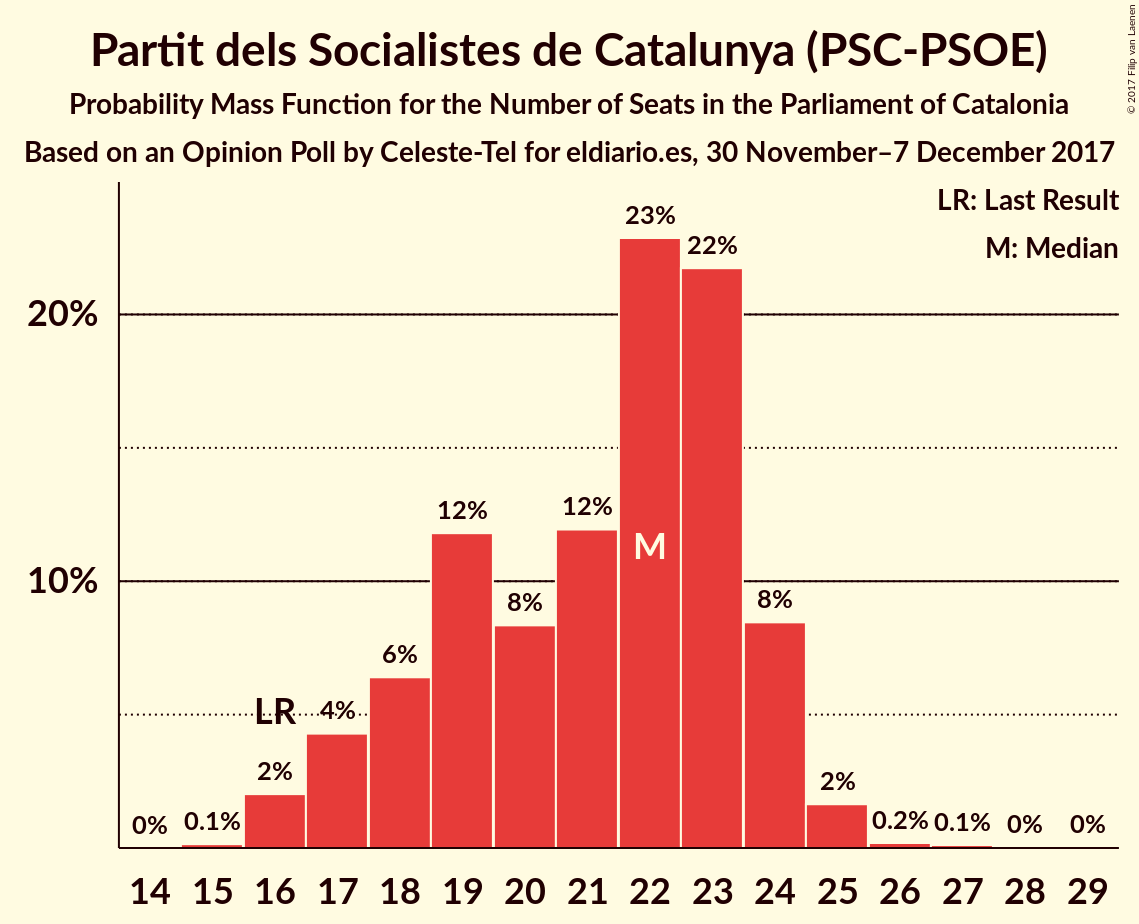 Partit dels Socialistes de Catalunya (PSC-PSOE)
Probability Mass Function for the Number of Seats in the Parliament of Catalonia
Based on an Opinion Poll by Celeste-Tel for eldiario.es, 30 November–7 December 2017
© 2017 Filip van Laenen
LR: Last Result
M: Median
20%
10%
0%
0.1%
2%
LR
4%
6%
12%
8%
12%
23%
M
22%
8%
2%
0.2%
0.1%
0%
0%
14 15 16 17 18 19 20 21 22 23 24 25 26 27 28 29